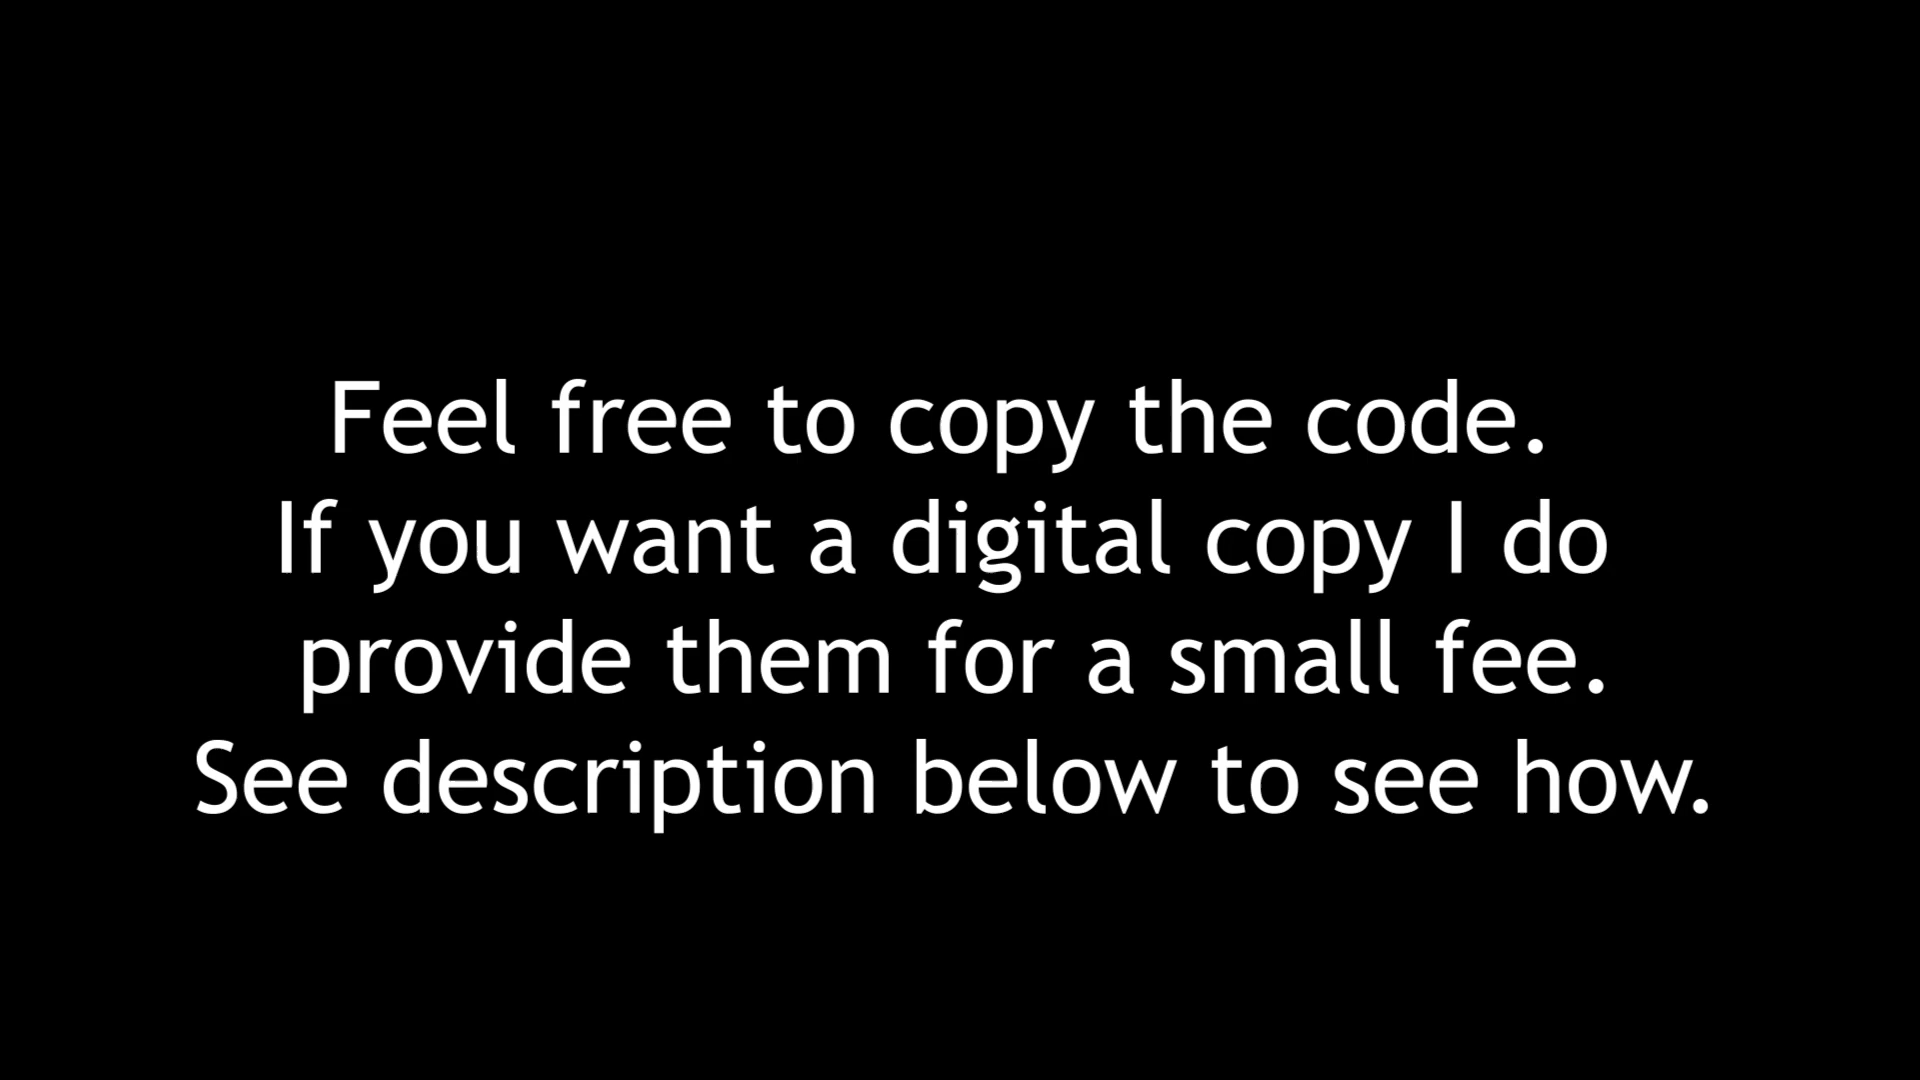 Feel free to copy the code.
If you want a digital copy I do
provide them for a small fee.
See description below to see how.